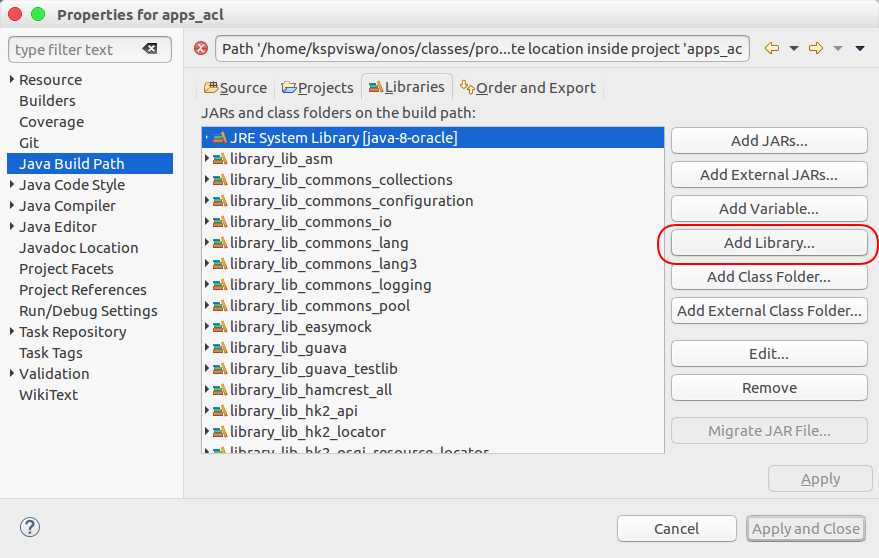 Properties for apps_acl
type filter text
Resource
Builders
Coverage
Git
Java Build Path
Java Code Style
Java Compiler
Java Editor
Javadoc Location
Project Facets
Project References
Run/Debug Settings
Task Repository
Task Tags
Validation
WikiText
Path '/home/kspviswa/onos/classes/pro...te location inside project 'apps_ac
Source Projects Libraries Order and Export
JARs and class folders on the build path:
JRE System Library [java-8-oracle]
library_lib_asm
library_lib_commons_collections
library_lib_commons_configuration
library_lib_commons_io
library_lib_commons_lang
library_lib_commons_lang3
library_lib_commons_logging
library_lib_commons_pool
library_lib_easymock
library_lib_guava
library_lib_guava_testlib
library_lib_hamcrest_all
library_lib_hk2_api
library_lib_hk2_locator
library_lib_hk2_osgi_resource_locator
Add JARs...
Add External JARs...
Add Variable...
Add Library...
Add Class Folder...
Add External Class Folder...
Edit...
Remove
Migrate JAR File...
Apply
?
Cancel
Apply and Close